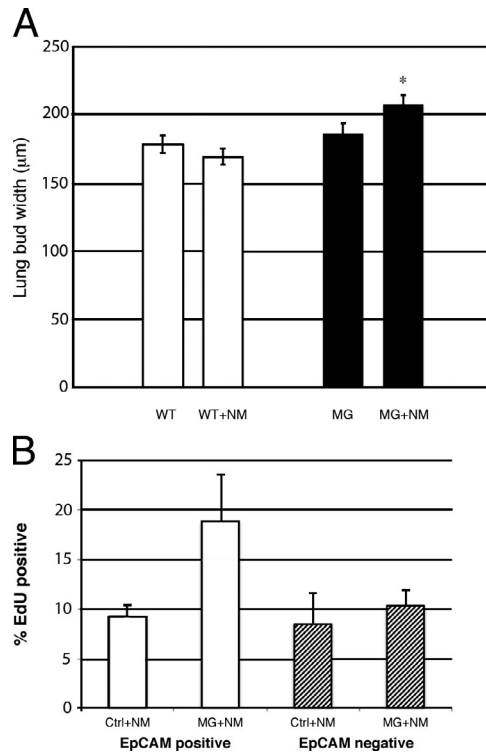 A
Lung bud width (μm)
250
200
150
100
50
0
*
WT WT+NM MG MG+NM
B
% EdU positive
25
20
15
10
5
0
Ctrl+NM MG+NM Ctrl+NM MG+NM
EpCAM positive EpCAM negative